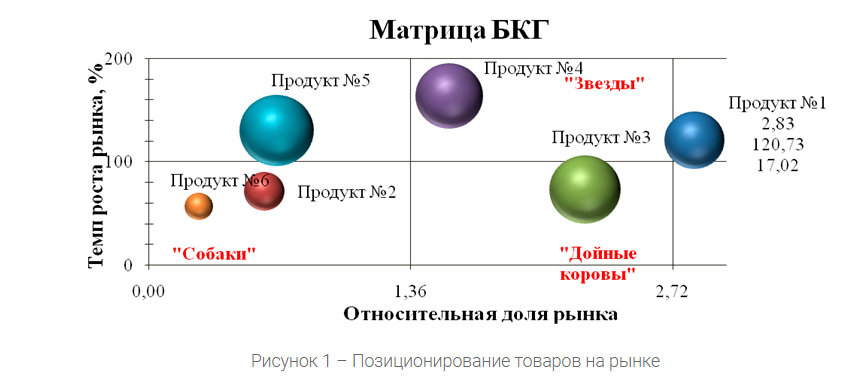 Матрица БКГ
200
Продукт №4
Продукт №5
"Звезды"
Продукт №1
2,83
120,73
17,02
Продукт №3
100
Продукт №6
Продукт №2
"Собаки"
"Дойные
коровы"
0
0,00
1,36
2,72
Темп роста рынка, %
Относительная доля рынка
Рисунок 1 – Позиционирование товаров на рынке